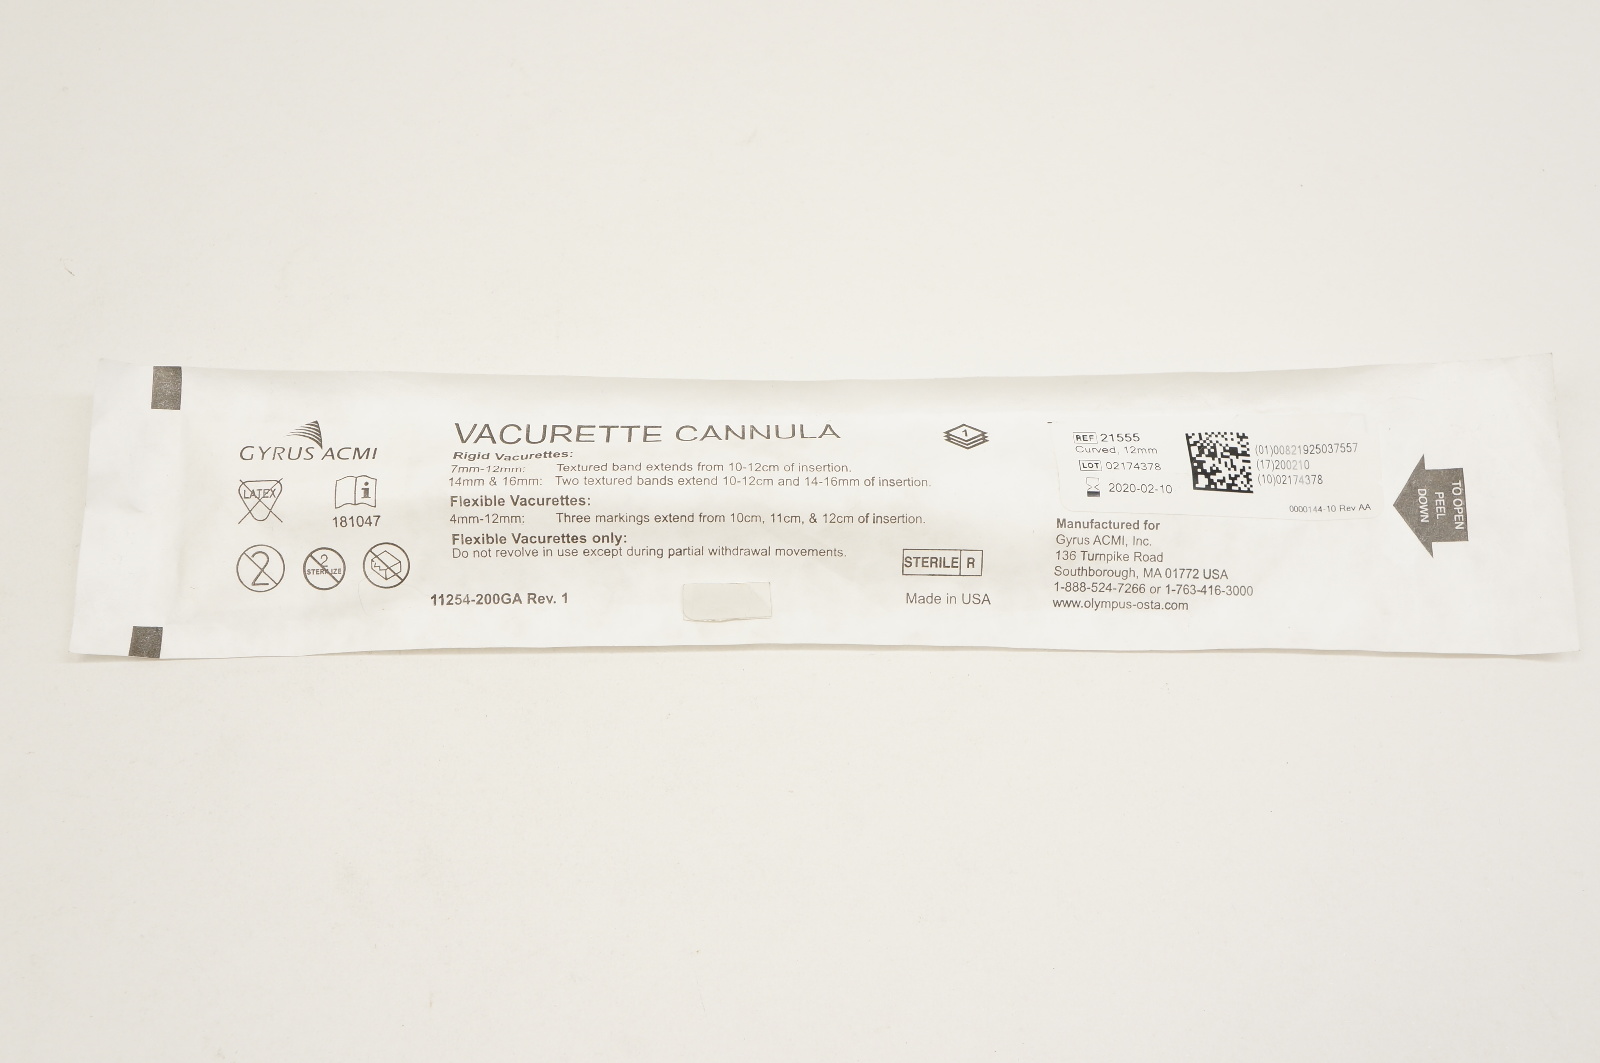 GYRUS ACMI
LATEX
i
181047
2
2
STERILIZE
VACURETTE CANNULA
Rigid Vacurettes:
7mm-12mm: Textured band extends from 10-12cm of insertion.
14mm & 16mm: Two textured bands extend 10-12cm and 14-16mm of insertion.
Flexible Vacurettes:
4mm-12mm: Three markings extend from 10cm, 11cm, & 12cm of insertion.
Flexible Vacurettes only:
Do not revolve in use except during partial withdrawal movements.
11254-200GA Rev. 1
1
STERILE R
Made in USA
REF 21555
Curved, 12mm
LOT 02174378
2020-02-10
(01)00821925037557
(17)200210
(10)02174378
0000144-10 Rev AA
Manufactured for
Gyrus ACMI, Inc.
136 Turnpike Road
Southborough, MA 01772 USA
1-888-524-7266 or 1-763-416-3000
www.olympus-osta.com
TO OPEN
PEEL
DOWN